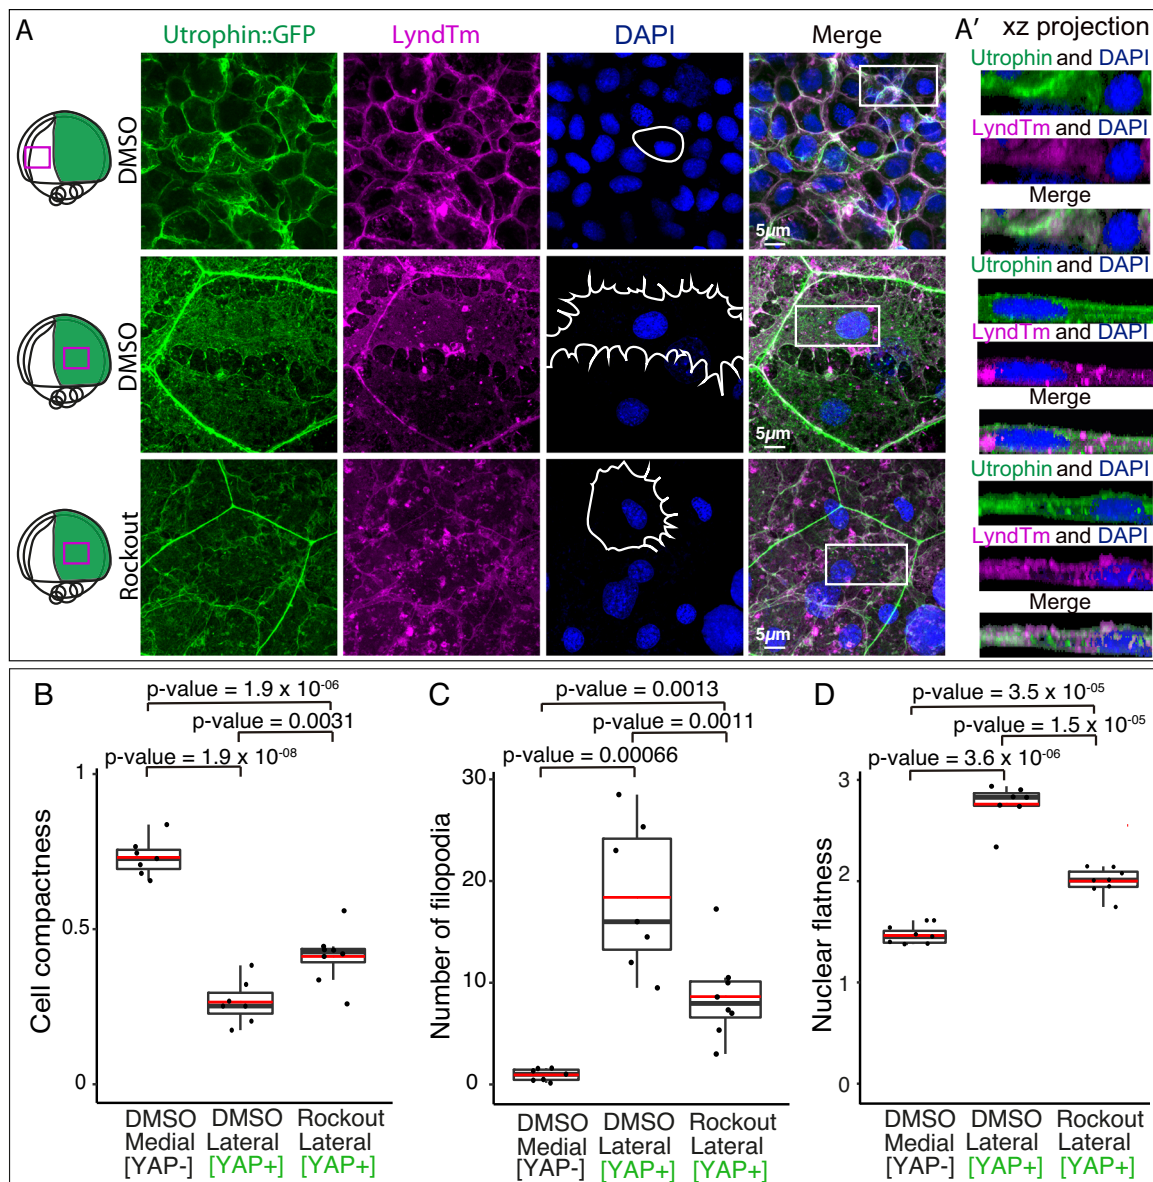 A
Utrophin::GFP
LyndTm
DAPI
Merge
A′
xz projection
DMSO
5µm
DMSO
5µm
Rockout
5µm
Utrophin and DAPI
LyndTm and DAPI
Merge
Utrophin and DAPI
LyndTm and DAPI
Merge
Utrophin and DAPI
LyndTm and DAPI
Merge
B
p-value = 1.9 x 10-06
p-value = 0.0031
p-value = 1.9 x 10-08
Cell compactness
1
0.5
0
DMSO Medial [YAP-]
DMSO Lateral [YAP+]
Rockout Lateral [YAP+]
C
p-value = 0.0013
p-value = 0.0011
p-value = 0.00066
Number of filopodia
30
20
10
0
DMSO Medial [YAP-]
DMSO Lateral [YAP+]
Rockout Lateral [YAP+]
D
p-value = 3.5 x 10-05
p-value = 1.5 x 10-05
p-value = 3.6 x 10-06
Nuclear flatness
3
2
1
0
DMSO Medial [YAP-]
DMSO Lateral [YAP+]
Rockout Lateral [YAP+]